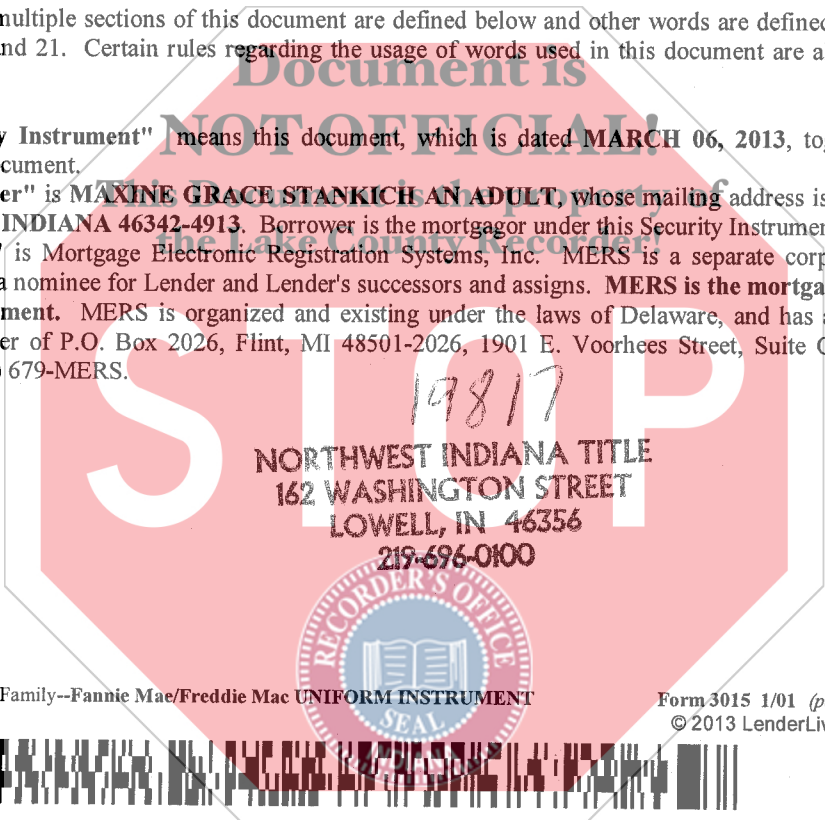 multiple sections of this document are defined below and other words are defined
nd 21. Certain rules regarding the usage of words used in this document are a
Document is
NOT OFFICIAL!
y Instrument" means this document, which is dated MARCH 06, 2013, to
cument.
This Document is the property of
er" is MAXINE GRACE STANKICH AN ADULT, whose mailing address is
INDIANA 46342-4913. Borrower is the mortgagor under this Security Instrumen
the Lake County Recorder!
" is Mortgage Electronic Registration Systems, Inc. MERS is a separate corp
a nominee for Lender and Lender's successors and assigns. MERS is the mortga
ment. MERS is organized and existing under the laws of Delaware, and has a
er of P.O. Box 2026, Flint, MI 48501-2026, 1901 E. Voorhees Street, Suite C
679-MERS.
STOP
19817
NORTHWEST INDIANA TITLE
162 WASHINGTON STREET
LOWELL, IN 46356
219-696-0100
RECORDER'S OFFICE
SEAL
INDIANA
Family--Fannie Mae/Freddie Mac UNIFORM INSTRUMENT
Form 3015 1/01 (p
© 2013 LenderLiv